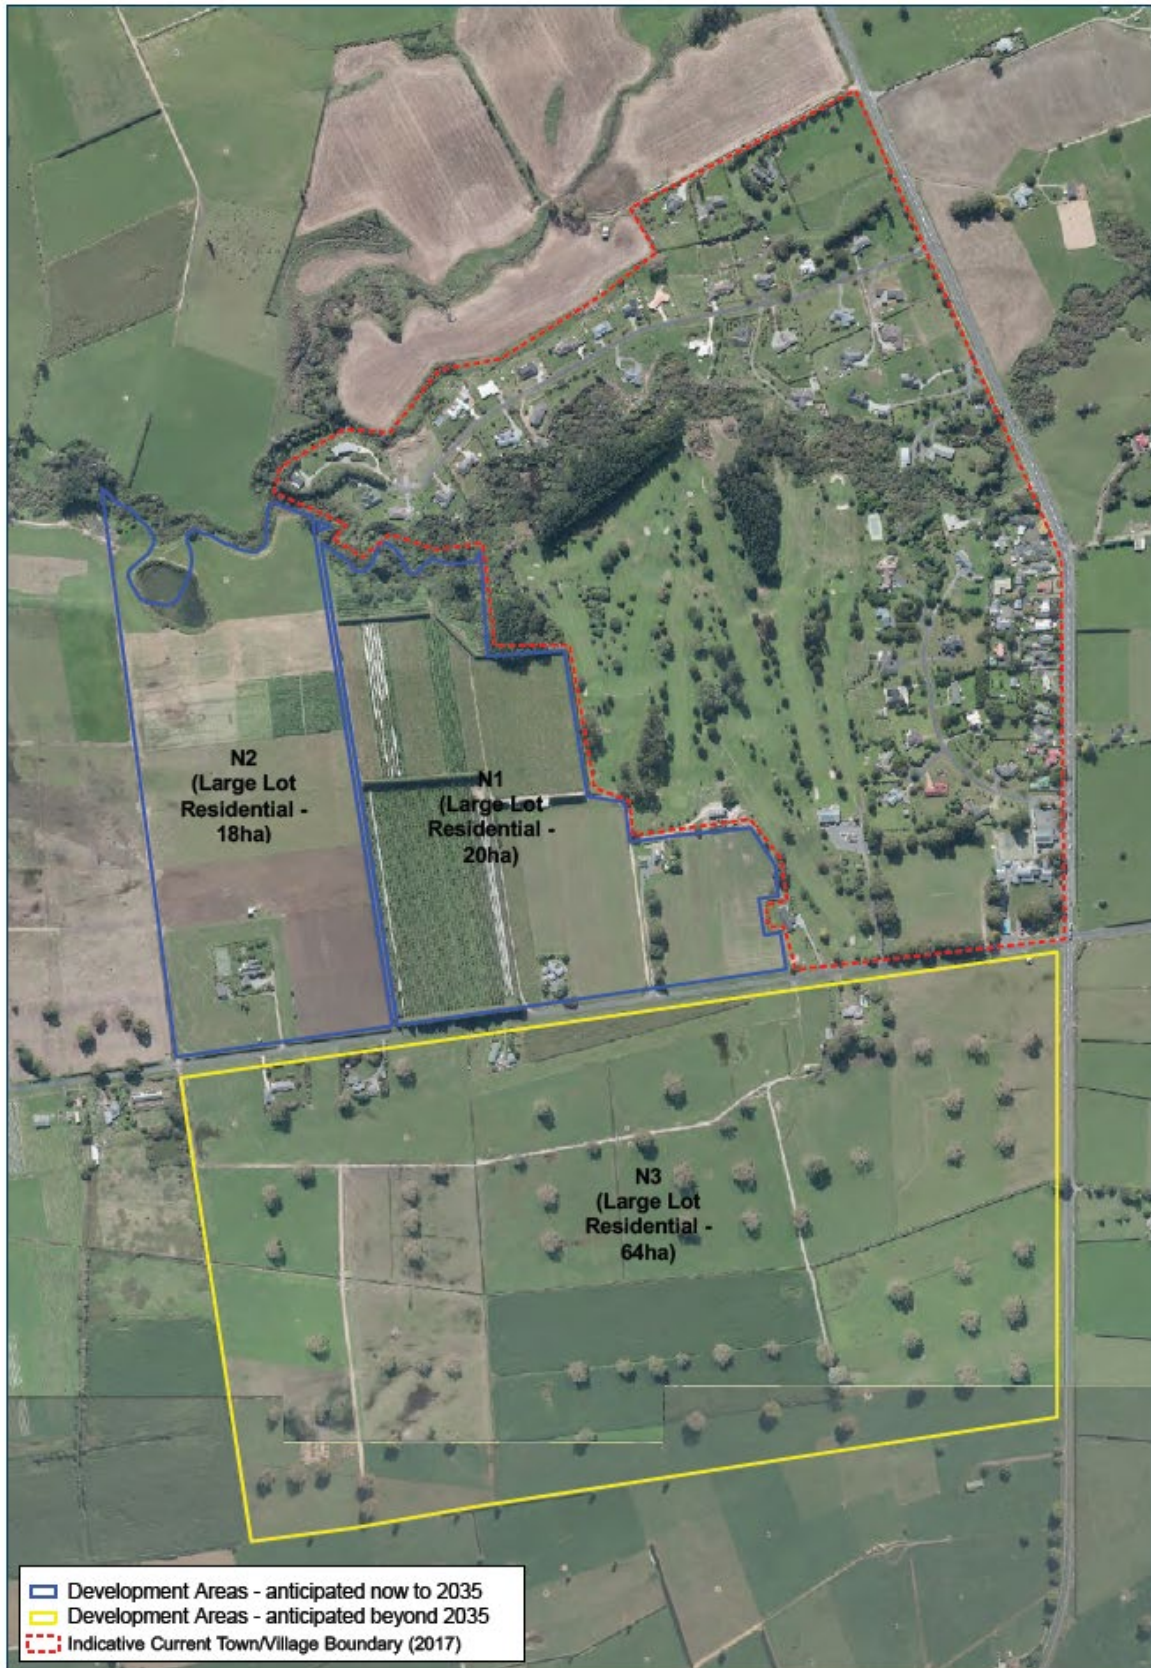 N2
(Large Lot
Residential -
18ha)
N1
(Large Lot
Residential -
20ha)
N3
(Large Lot
Residential -
64ha)
Development Areas - anticipated now to 2035
Development Areas - anticipated beyond 2035
Indicative Current Town/Village Boundary (2017)